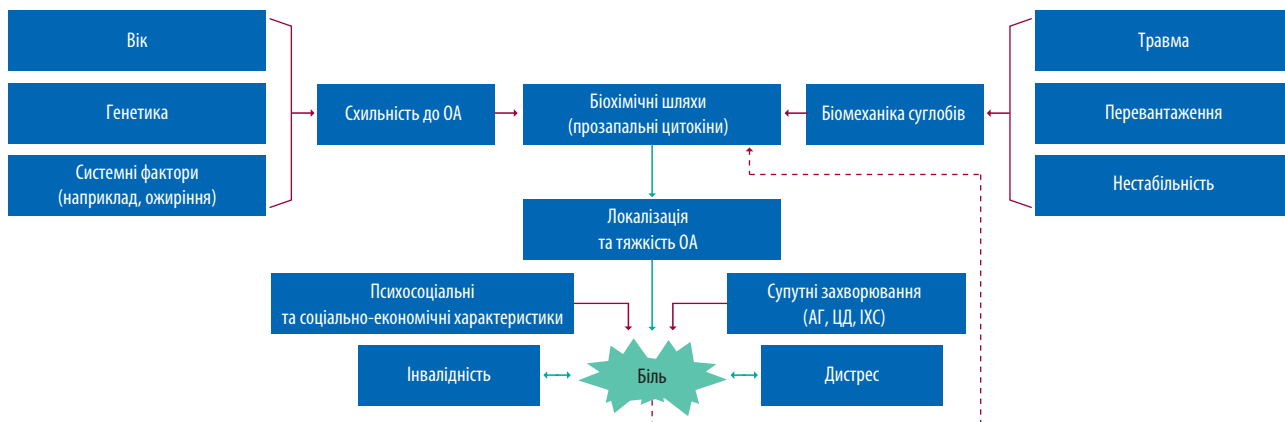 Вік
Травма
Генетика
Схильність до ОА
Біохімічні шляхи
(прозапальні цитокіни)
Біомеханіка суглобів
Перевантаження
Системні фактори
(наприклад, ожиріння)
Нестабільність
Локалізація
та тяжкість ОА
Психосоціальні
та соціально-економічні характеристики
Супутні захворювання
(АГ, ЦД, ІХС)
Інвалідність
Біль
Дистрес